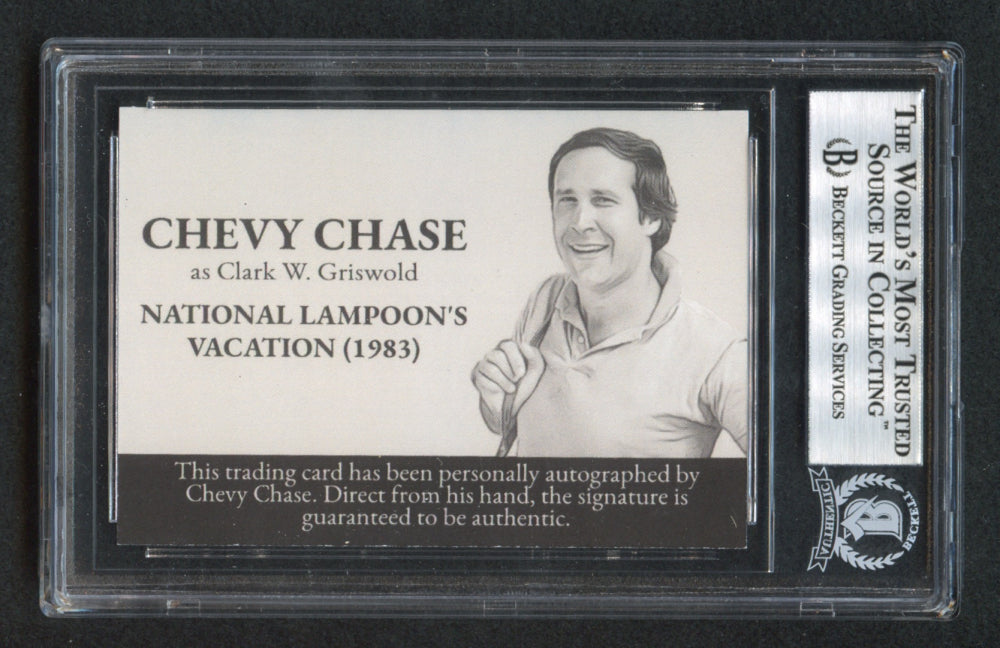 CHEVY CHASE
as Clark W. Griswold
NATIONAL LAMPOON'S
VACATION (1983)
This trading card has been personally autographed by
Chevy Chase. Direct from his hand, the signature is
guaranteed to be authentic.
THE WORLD'S MOST TRUSTED
SOURCE IN COLLECTING™
B BECKETT GRADING SERVICES
AUTHENTIC
B
BECKETT